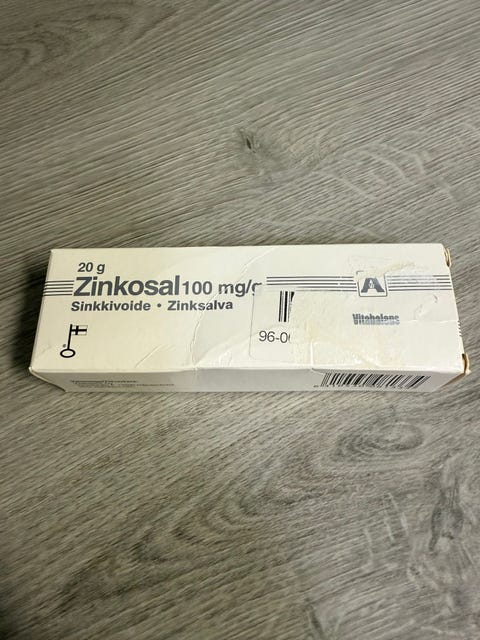 20 g
Zinkosal 100 mg/g
Sinkkivoide • Zinksalva
A
Vitabalans
96-0